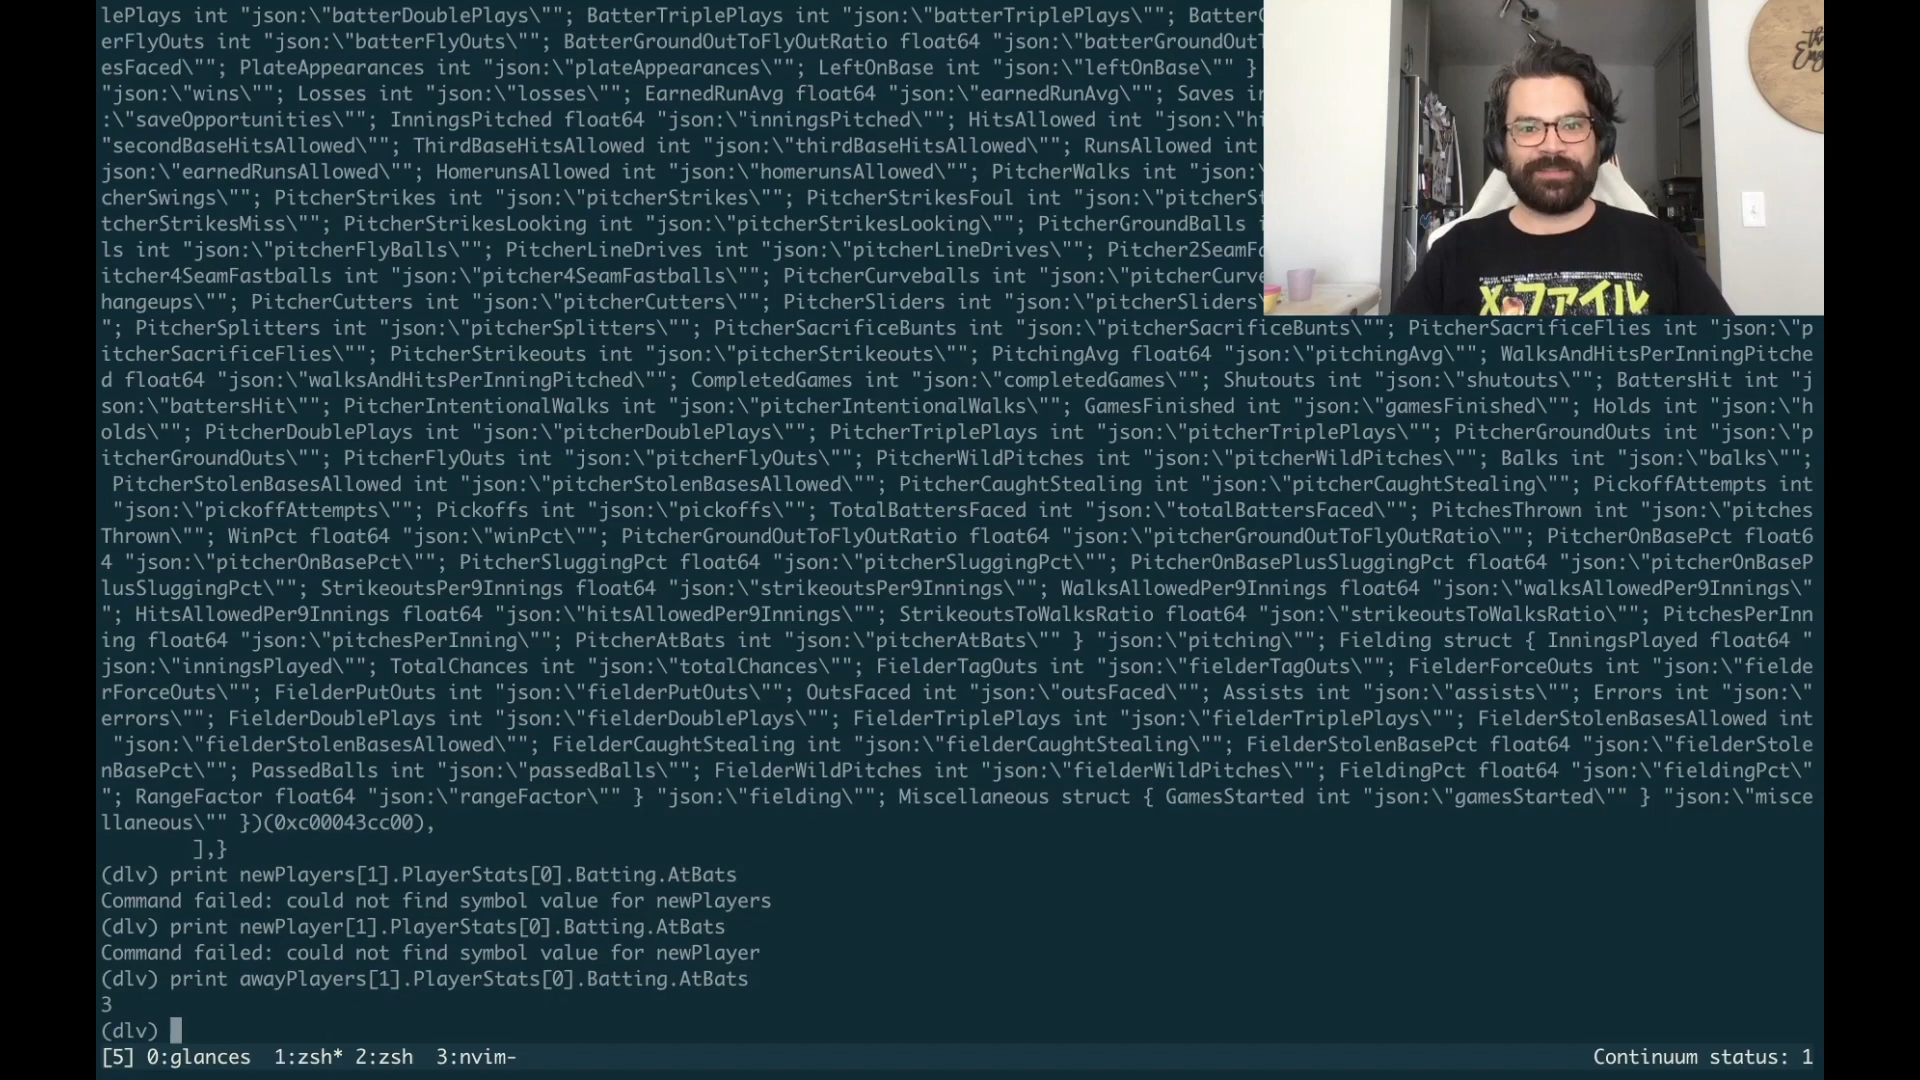 lePlays int "json:\"batterDoublePlays\""; BatterTriplePlays int "json:\"batterTriplePlays\"";
erFlyOuts int "json:\"batterFlyOuts\""; BatterGroundOutToFlyOutRatio float64
esFaced\""; PlateAppearances int "json:\"plateAppearances\""; LeftOnBase int "json:\"leftOnBase\"" }
"json:\"wins\""; Losses int "json:\"losses\""; EarnedRunAvg float64 "json:\"earnedRunAvg\""; Saves
:\"saveOpportunities\""; InningsPitched float64 "json:\"inningsPitched\""; HitsAllowed int
"secondBaseHitsAllowed\""; ThirdBaseHitsAllowed int "json:\"thirdBaseHitsAllowed\""; RunsAllowed int
json:\"earnedRunsAllowed\""; HomerunsAllowed int "json:\"homerunsAllowed\""; PitcherWalks int
cherSwings\""; PitcherStrikes int "json:\"pitcherStrikes\""; PitcherStrikesFoul int
tcherStrikesMiss\""; PitcherStrikesLooking int "json:\"pitcherStrikesLooking\""; PitcherGroundBalls
ls int "json:\"pitcherFlyBalls\""; PitcherLineDrives int "json:\"pitcherLineDrives\"";
itcher4SeamFastballs int "json:\"pitcher4SeamFastballs\""; PitcherCurveballs int
hangeups\""; PitcherCutters int "json:\"pitcherCutters\""; PitcherSliders int "json:\"pitcherSliders\
"; PitcherSplitters int "json:\"pitcherSplitters\""; PitcherSacrificeBunts int "json:\"pitcherSacrificeBunts\""; PitcherSacrificeFlies int "json:\"p
itcherSacrificeFlies\""; PitcherStrikeouts int "json:\"pitcherStrikeouts\""; PitchingAvg float64 "json:\"pitchingAvg\""; WalksAndHitsPerInningPitche
d float64 "json:\"walksAndHitsPerInningPitched\""; CompletedGames int "json:\"completedGames\""; Shutouts int "json:\"shutouts\""; BattersHit int "j
son:\"battersHit\""; PitcherIntentionalWalks int "json:\"pitcherIntentionalWalks\""; GamesFinished int "json:\"gamesFinished\""; Holds int "json:\"h
olds\""; PitcherDoublePlays int "json:\"pitcherDoublePlays\""; PitcherTriplePlays int "json:\"pitcherTriplePlays\""; PitcherGroundOuts int "json:\"p
itcherGroundOuts\""; PitcherFlyOuts int "json:\"pitcherFlyOuts\""; PitcherWildPitches int "json:\"pitcherWildPitches\""; Balks int "json:\"balks\"";
PitcherStolenBasesAllowed int "json:\"pitcherStolenBasesAllowed\""; PitcherCaughtStealing int "json:\"pitcherCaughtStealing\""; PickoffAttempts int
"json:\"pickoffAttempts\""; Pickoffs int "json:\"pickoffs\""; TotalBattersFaced int "json:\"totalBattersFaced\""; PitchesThrown int "json:\"pitches
Thrown\""; WinPct float64 "json:\"winPct\""; PitcherGroundOutToFlyOutRatio float64 "json:\"pitcherGroundOutToFlyOutRatio\""; PitcherOnBasePct float6
4 "json:\"pitcherOnBasePct\""; PitcherSluggingPct float64 "json:\"pitcherSluggingPct\""; PitcherOnBasePlusSluggingPct float64 "json:\"pitcherOnBaseP
lusSluggingPct\""; StrikeoutsPer9Innings float64 "json:\"strikeoutsPer9Innings\""; WalksAllowedPer9Innings float64 "json:\"walksAllowedPer9Innings\"
"; HitsAllowedPer9Innings float64 "json:\"hitsAllowedPer9Innings\""; StrikeoutsToWalksRatio float64 "json:\"strikeoutsToWalksRatio\""; PitchesPerInn
ing float64 "json:\"pitchesPerInning\""; PitcherAtBats int "json:\"pitcherAtBats\"" } "json:\"pitching\""; Fielding struct { InningsPlayed float64 "
json:\"inningsPlayed\""; TotalChances int "json:\"totalChances\""; FielderTagOuts int "json:\"fielderTagOuts\""; FielderForceOuts int "json:\"fielde
rForceOuts\""; FielderPutOuts int "json:\"fielderPutOuts\""; OutsFaced int "json:\"outsFaced\""; Assists int "json:\"assists\""; Errors int "json:\"
errors\""; FielderDoublePlays int "json:\"fielderDoublePlays\""; FielderTriplePlays int "json:\"fielderTriplePlays\""; FielderStolenBasesAllowed int
"json:\"fielderStolenBasesAllowed\""; FielderCaughtStealing int "json:\"fielderCaughtStealing\""; FielderStolenBasePct float64 "json:\"fielderStole
nBasePct\""; PassedBalls int "json:\"passedBalls\""; FielderWildPitches int "json:\"fielderWildPitches\""; FieldingPct float64 "json:\"fieldingPct\"
"; RangeFactor float64 "json:\"rangeFactor\"" } "json:\"fielding\""; Miscellaneous struct { GamesStarted int "json:\"gamesStarted\"" } "json:\"misce
llaneous\"" })(0xc00043cc00),
],}
(dlv) print newPlayers[1].PlayerStats[0].Batting.AtBats
Command failed: could not find symbol value for newPlayers
(dlv) print newPlayer[1].PlayerStats[0].Batting.AtBats
Command failed: could not find symbol value for newPlayer
(dlv) print awayPlayers[1].PlayerStats[0].Batting.AtBats
3
(dlv)
[5] 0:glances 1:zsh* 2:zsh 3:nvim-
Continuum status: 1
X-ファイル